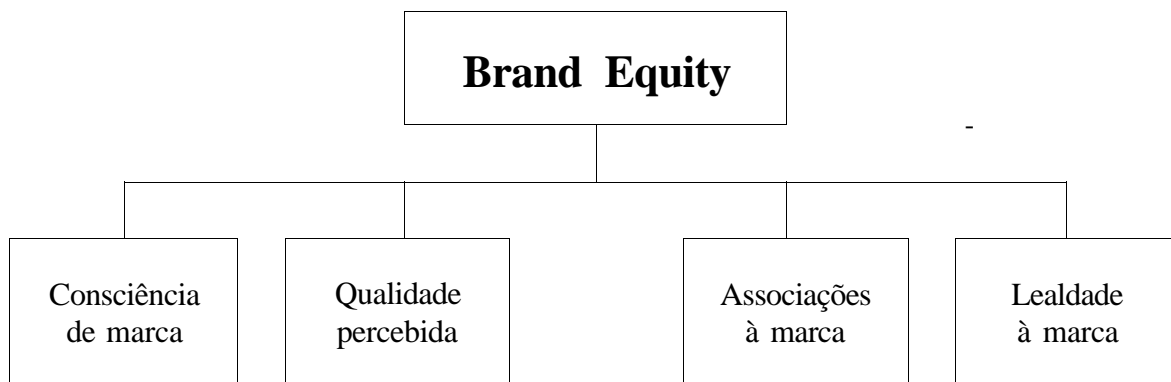 Brand Equity
-
Consciência
de marca
Qualidade
percebida
Associações
à marca
Lealdade
à marca